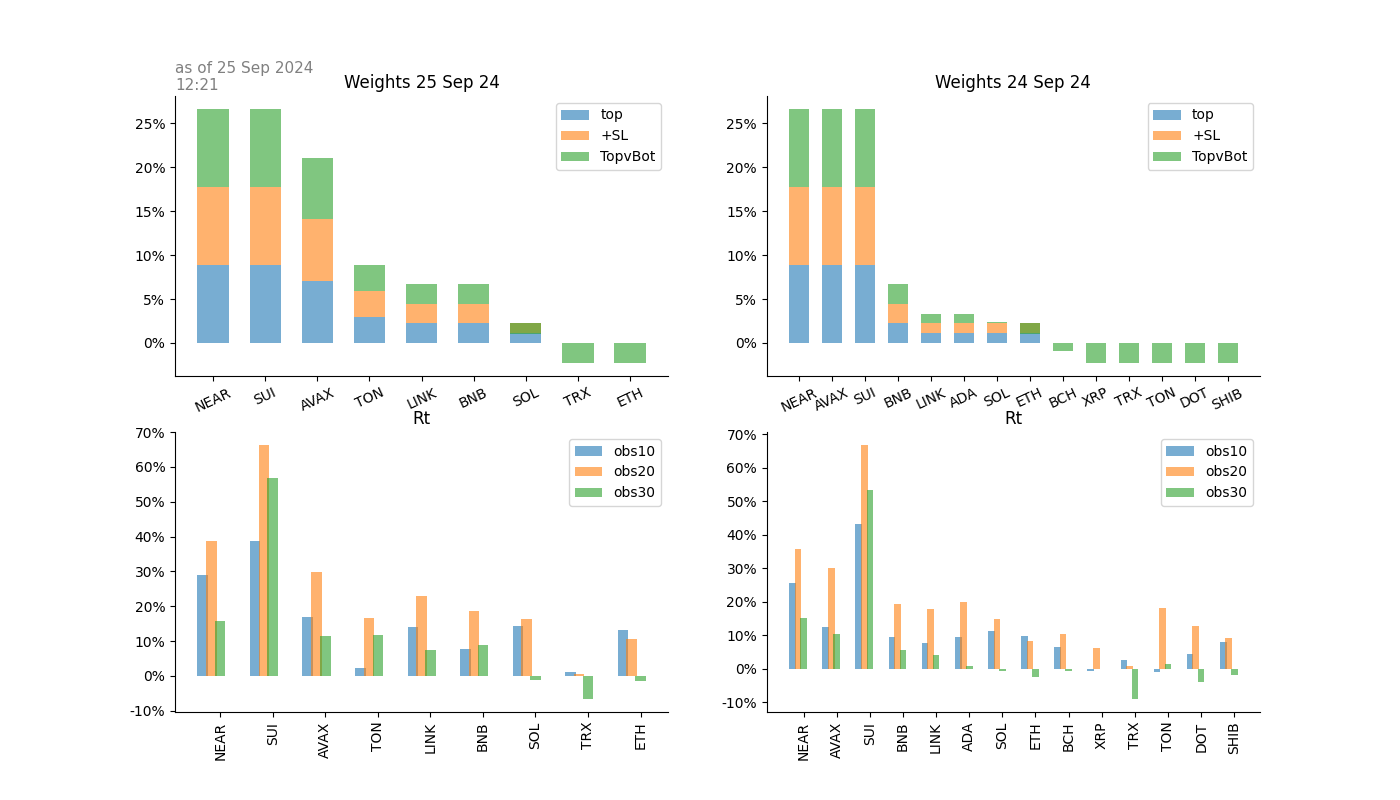 as of 25 Sep 2024
12:21
Weights 25 Sep 24
25%
20%
15%
10%
5%
0%
top
+SL
TopvBot
NEAR SUI AVAX TON LINK BNB SOL TRX ETH
Weights 24 Sep 24
25%
20%
15%
10%
5%
0%
top
+SL
TopvBot
NEAR AVAX SUI BNB LINK ADA SOL ETH BCH XRP TRX TON DOT SHIB
Rt
70%
60%
50%
40%
30%
20%
10%
0%
-10%
obs10
obs20
obs30
NEAR SUI AVAX TON LINK BNB SOL TRX ETH
Rt
70%
60%
50%
40%
30%
20%
10%
0%
-10%
obs10
obs20
obs30
NEAR AVAX SUI BNB LINK ADA SOL ETH BCH XRP TRX TON DOT SHIB